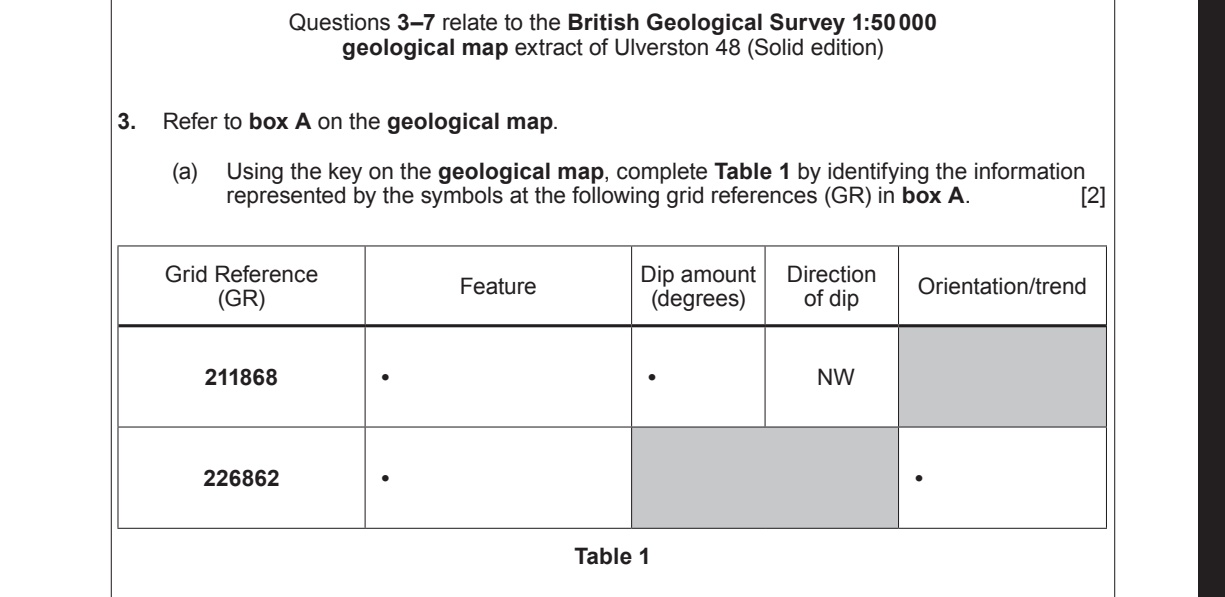 Questions 3–7 relate to the British Geological Survey 1:50 000
geological map extract of Ulverston 48 (Solid edition)
3. Refer to box A on the geological map.
(a) Using the key on the geological map, complete Table 1 by identifying the information
represented by the symbols at the following grid references (GR) in box A. [2]
Grid Reference
(GR)
Feature
Dip amount
(degrees)
Direction
of dip
Orientation/trend
211868
•
•
NW
226862
•
•
Table 1